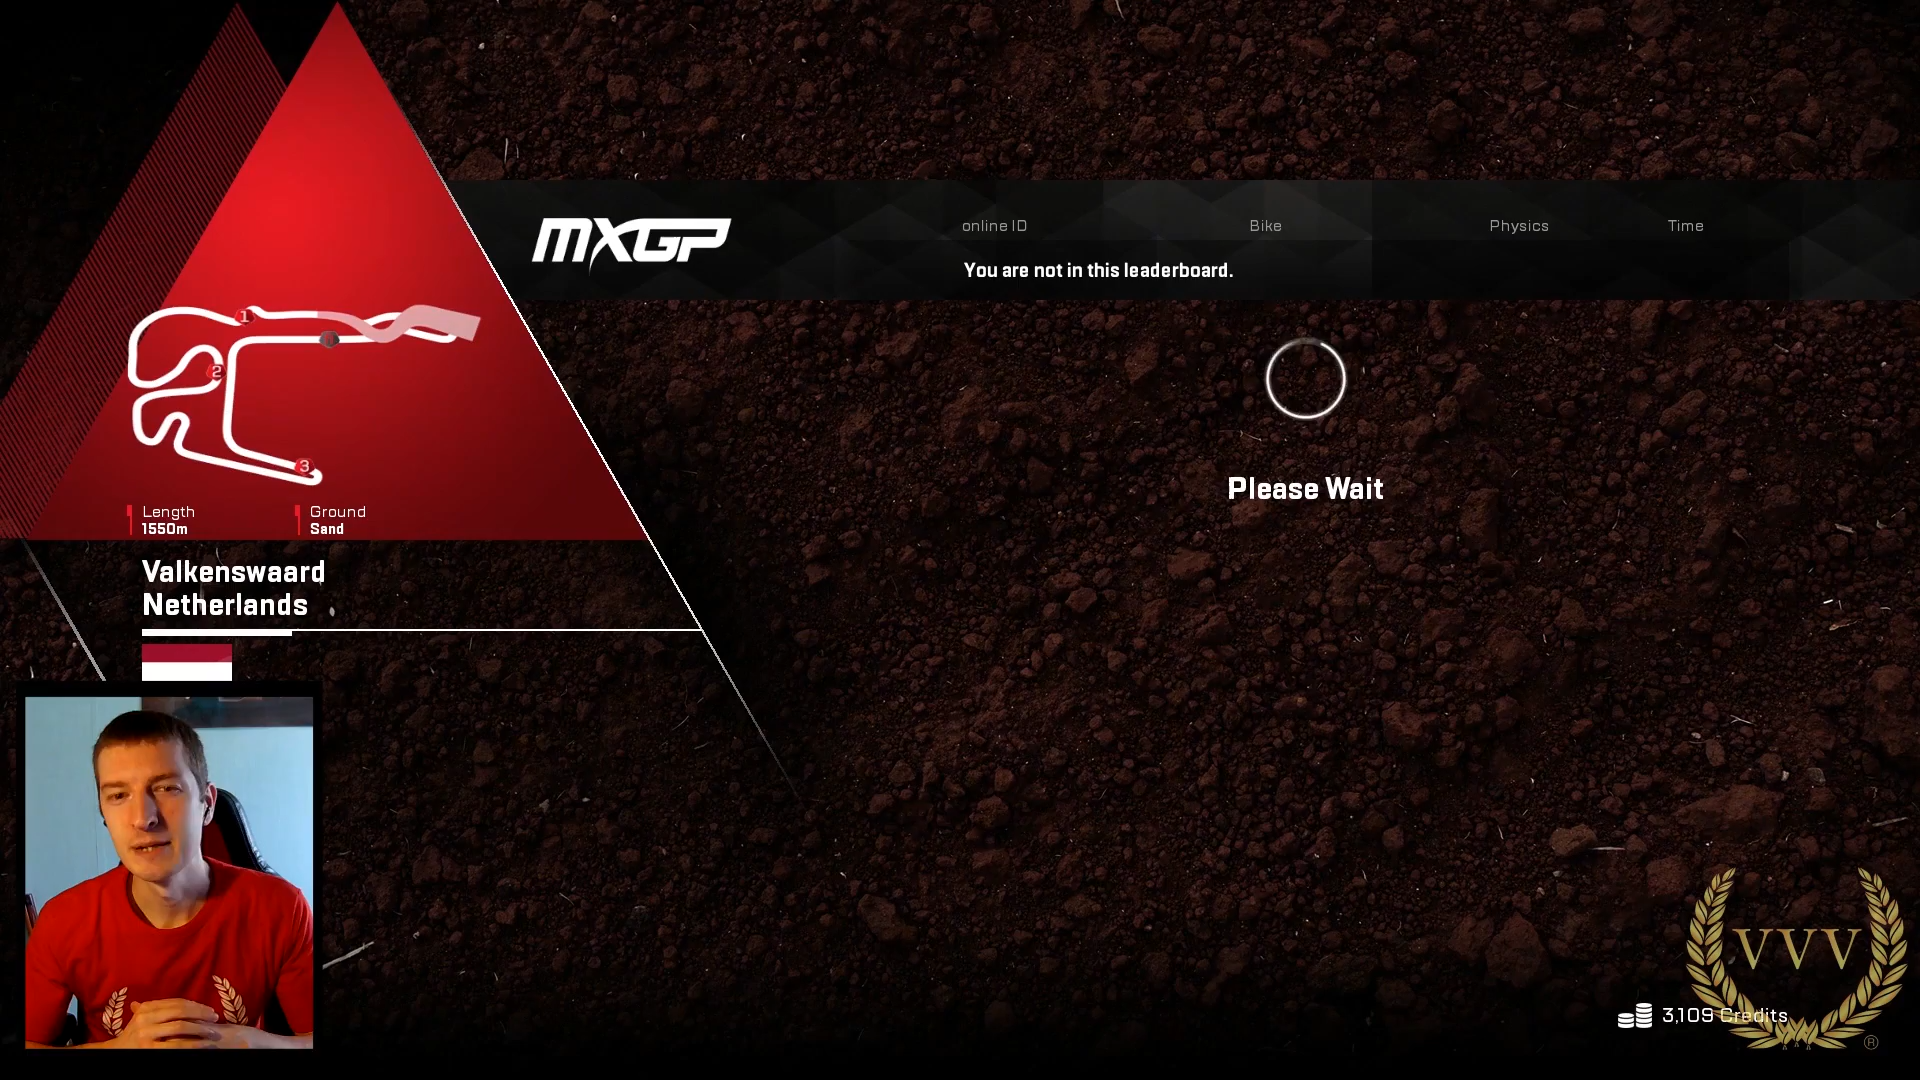 MXGP
online ID Bike Physics Time
You are not in this leaderboard.
1
2
3
Please Wait
Length
1550m
Ground
Sand
Valkenswaard
Netherlands
VVV
3,109 Credits
®